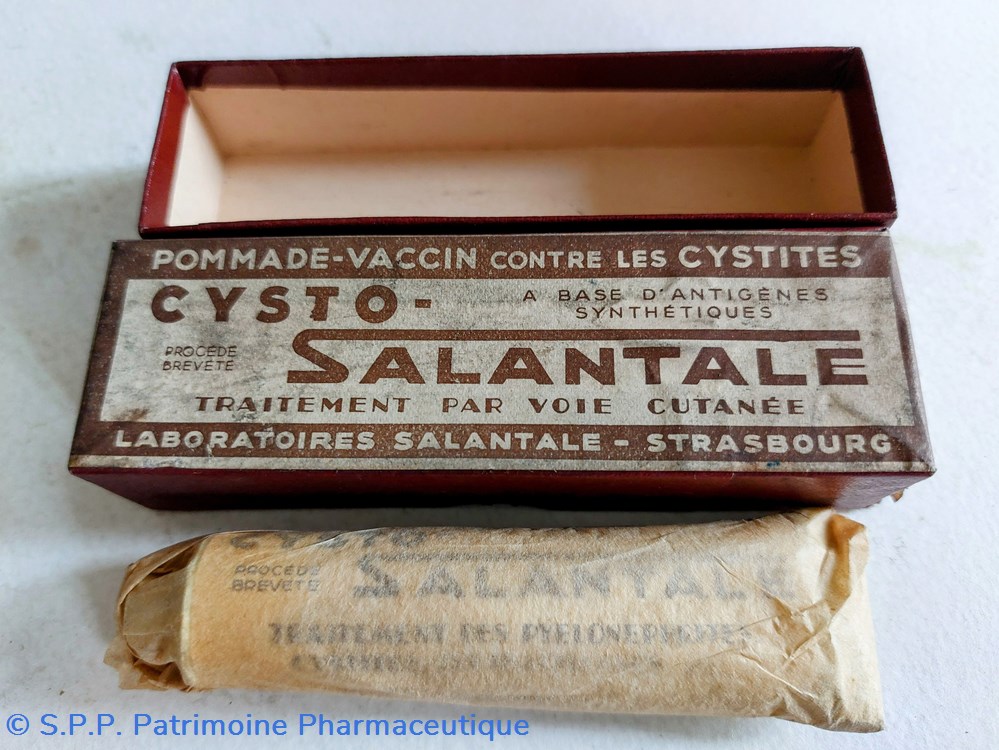 POMMADE-VACCIN CONTRE LES CYSTITES
CYSTO-
A BASE D'ANTIGÈNES
SYNTHÉTIQUES
PROCÉDÉ
BREVETÉ
SALANTALE
TRAITEMENT PAR VOIE CUTANÉE
LABORATOIRES SALANTALE - STRASBOURG
CYSTO
PROCÉDÉ
BREVETÉ
SALANTALE
TRAITEMENT DES PYÉLONÉPHRITES
© S.P.P. Patrimoine Pharmaceutique